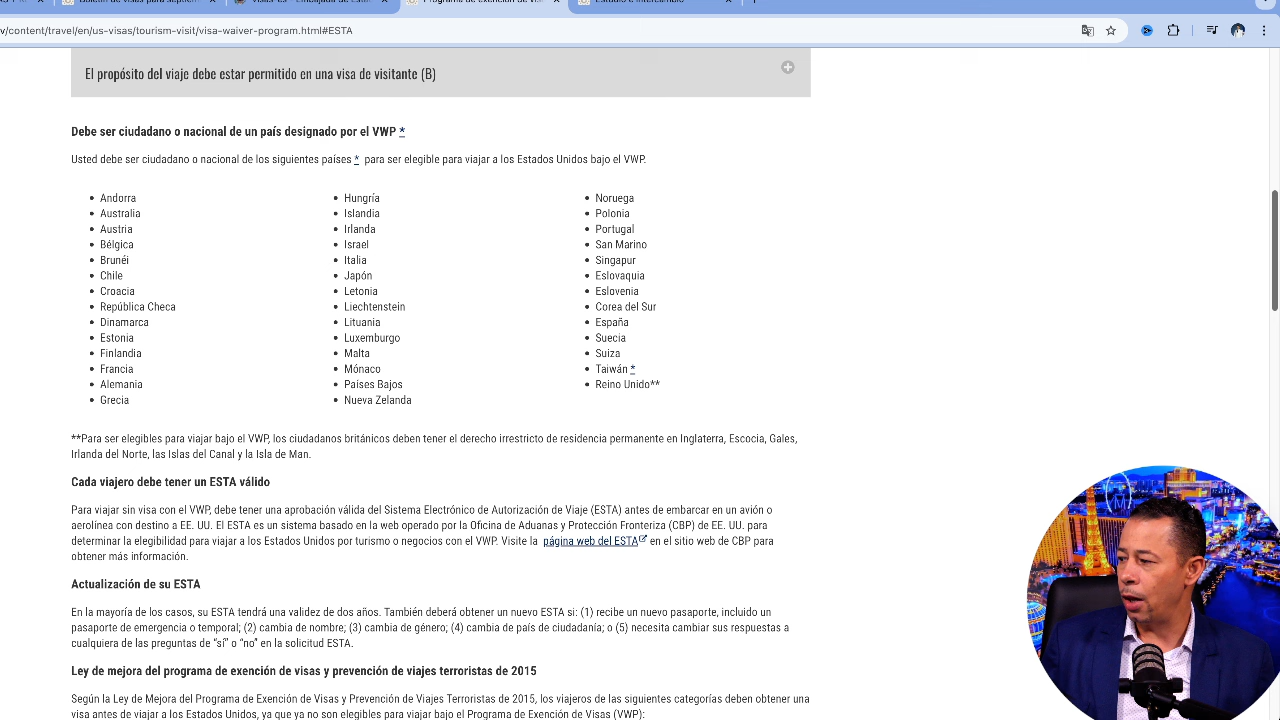 v/content/travel/en/us-visas/tourism-visit/visa-waiver-program.html#ESTA
El propósito del viaje debe estar permitido en una visa de visitante (B)
Debe ser ciudadano o nacional de un país designado por el VWP *
Usted debe ser ciudadano o nacional de los siguientes países * para ser elegible para viajar a los Estados Unidos bajo el VWP.
Andorra
Australia
Austria
Bélgica
Brunéi
Chile
Croacia
República Checa
Dinamarca
Estonia
Finlandia
Francia
Alemania
Grecia
Hungría
Islandia
Irlanda
Israel
Italia
Japón
Letonia
Liechtenstein
Lituania
Luxemburgo
Malta
Mónaco
Países Bajos
Nueva Zelanda
Noruega
Polonia
Portugal
San Marino
Singapur
Eslovaquia
Eslovenia
Corea del Sur
España
Suecia
Suiza
Taiwán *
Reino Unido**
**Para ser elegibles para viajar bajo el VWP, los ciudadanos británicos deben tener el derecho irrestricto de residencia permanente en Inglaterra, Escocia, Gales,
Irlanda del Norte, las Islas del Canal y la Isla de Man.
Cada viajero debe tener un ESTA válido
Para viajar sin visa con el VWP, debe tener una aprobación válida del Sistema Electrónico de Autorización de Viaje (ESTA) antes de embarcar en un avión o
aerolínea con destino a EE. UU. El ESTA es un sistema basado en la web operado por la Oficina de Aduanas y Protección Fronteriza (CBP) de EE. UU. para
determinar la elegibilidad para viajar a los Estados Unidos por turismo o negocios con el VWP. Visite la página web del ESTA en el sitio web de CBP para
obtener más información.
Actualización de su ESTA
En la mayoría de los casos, su ESTA tendrá una validez de dos años. También deberá obtener un nuevo ESTA si: (1) recibe un nuevo pasaporte, incluido un
pasaporte de emergencia o temporal; (2) cambia de nombre; (3) cambia de género; (4) cambia de país de ciudadanía; o (5) necesita cambiar sus respuestas a
cualquiera de las preguntas de “sí” o “no” en la solicitud ESTA.
Ley de mejora del programa de exención de visas y prevención de viajes terroristas de 2015
Según la Ley de Mejora del Programa de Exención de Visas y Prevención de Viajes Terroristas de 2015, los viajeros de las siguientes categorías deben obtener una
visa antes de viajar a los Estados Unidos, ya que ya no son elegibles para viajar bajo el Programa de Exención de Visas (VWP):